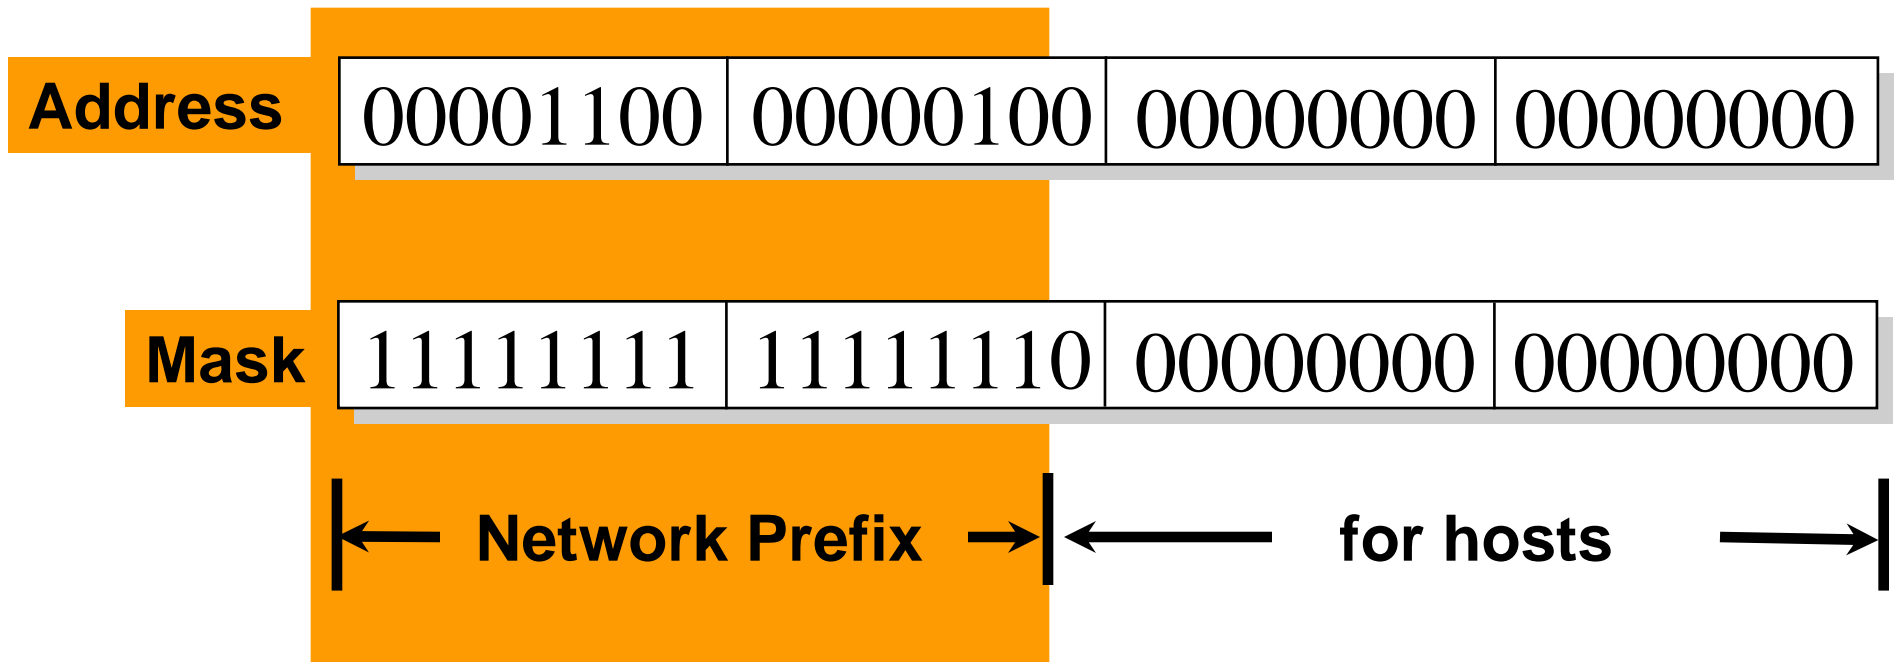 Address 00001100 00000100 00000000 00000000
Mask 11111111 11111110 00000000 00000000
Network Prefix for hosts